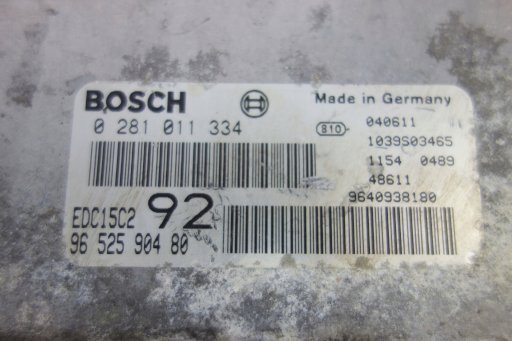 BOSCH
Made in Germany
0 281 011 334
810
040611
1039S03465
1154 0489
48611
9640938180
EDC15C2 92
96 525 904 80